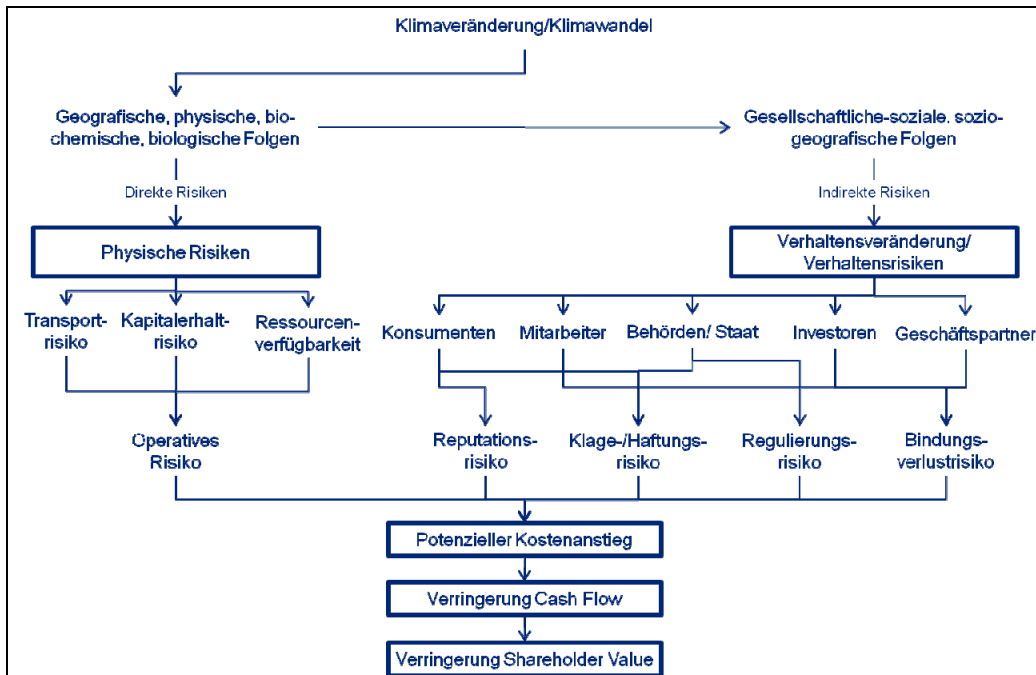 Klimaveränderung/Klimawandel
Geografische, physische, bio-
chemische, biologische Folgen
Gesellschaftliche-soziale. sozio-
geografische Folgen
Direkte Risiken
Indirekte Risiken
Physische Risiken
Verhaltensveränderung/
Verhaltensrisiken
Transport-
risiko
Kapitalerhalt-
risiko
Ressourcen-
verfügbarkeit
Konsumenten
Mitarbeiter
Behörden/ Staat
Investoren
Geschäftspartner
Operatives
Risiko
Reputations-
risiko
Klage-/Haftungs-
risiko
Regulierungs-
risiko
Bindungs-
verlustrisiko
Potenzieller Kostenanstieg
Verringerung Cash Flow
Verringerung Shareholder Value